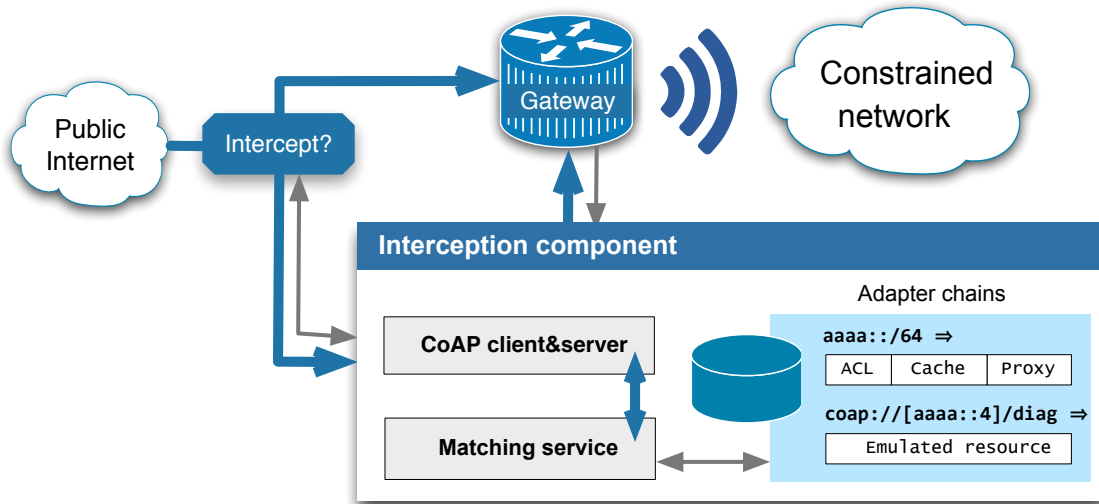 Public
Internet
Intercept?
Gateway
Constrained
network
Interception component
CoAP client&server
Matching service
Adapter chains
aaaa::/64 ⇒
ACL Cache Proxy
coap://[aaaa::4]/diag ⇒
Emulated resource